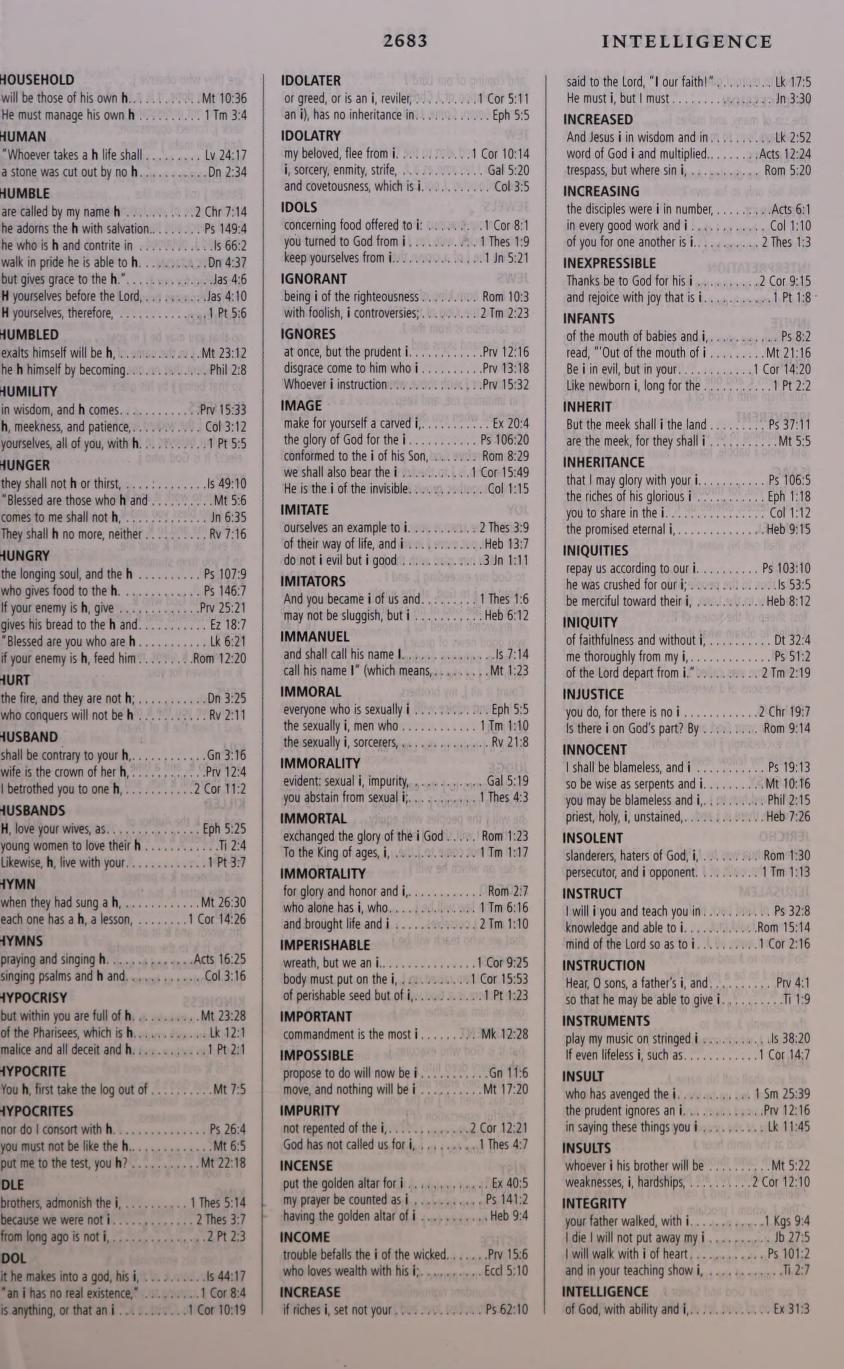 2683
INTELLIGENCE
HOUSEHOLD
will be those of his own h. . . . . . . . . . . Mt 10:36
He must manage his own h . . . . . . . . . 1 Tm 3:4
HUMAN
"Whoever takes a h life shall . . . . . . . . Lv 24:17
a stone was cut out by no h. . . . . . . . . . Dn 2:34
HUMBLE
are called by my name h . . . . . . . . . . 2 Chr 7:14
he adorns the h with salvation. . . . . . . Ps 149:4
he who is h and contrite in . . . . . . . . . . Is 66:2
walk in pride he is able to h. . . . . . . . . . Dn 4:37
but gives grace to the h.". . . . . . . . . . . . Jas 4:6
H yourselves before the Lord, . . . . . . . . Jas 4:10
H yourselves, therefore, . . . . . . . . . . . . 1 Pt 5:6
HUMBLED
exalts himself will be h, . . . . . . . . . . . . Mt 23:12
he h himself by becoming. . . . . . . . . . . Phil 2:8
HUMILITY
in wisdom, and h comes. . . . . . . . . . . Prv 15:33
h, meekness, and patience, . . . . . . . . . Col 3:12
yourselves, all of you, with h. . . . . . . . . 1 Pt 5:5
HUNGER
they shall not h or thirst, . . . . . . . . . . . Is 49:10
"Blessed are those who h and . . . . . . . . Mt 5:6
comes to me shall not h, . . . . . . . . . . . Jn 6:35
They shall h no more, neither . . . . . . . . Rv 7:16
HUNGRY
the longing soul, and the h . . . . . . . . . Ps 107:9
who gives food to the h. . . . . . . . . . . . Ps 146:7
If your enemy is h, give . . . . . . . . . . . Prv 25:21
gives his bread to the h and. . . . . . . . . Ez 18:7
"Blessed are you who are h . . . . . . . . . Lk 6:21
if your enemy is h, feed him . . . . . . . Rom 12:20
HURT
the fire, and they are not h; . . . . . . . . . Dn 3:25
who conquers will not be h . . . . . . . . . Rv 2:11
HUSBAND
shall be contrary to your h, . . . . . . . . . Gn 3:16
wife is the crown of her h, . . . . . . . . . . Prv 12:4
I betrothed you to one h, . . . . . . . . . . 2 Cor 11:2
HUSBANDS
H, love your wives, as. . . . . . . . . . . . . . Eph 5:25
young women to love their h . . . . . . . . . Ti 2:4
Likewise, h, live with your. . . . . . . . . . . 1 Pt 3:7
HYMN
when they had sung a h, . . . . . . . . . . . Mt 26:30
each one has a h, a lesson, . . . . . . . . 1 Cor 14:26
HYMNS
praying and singing h. . . . . . . . . . . . . Acts 16:25
singing psalms and h and. . . . . . . . . . . Col 3:16
HYPOCRISY
but within you are full of h. . . . . . . . . . Mt 23:28
of the Pharisees, which is h. . . . . . . . . . Lk 12:1
malice and all deceit and h. . . . . . . . . . 1 Pt 2:1
HYPOCRITE
You h, first take the log out of . . . . . . . . Mt 7:5
HYPOCRITES
nor do I consort with h. . . . . . . . . . . . . Ps 26:4
you must not be like the h. . . . . . . . . . . Mt 6:5
put me to the test, you h? . . . . . . . . . . Mt 22:18
DLE
brothers, admonish the i, . . . . . . . . . . 1 Thes 5:14
because we were not i. . . . . . . . . . . . 2 Thes 3:7
from long ago is not i, . . . . . . . . . . . . . 2 Pt 2:3
DOL
it he makes into a god, his i, . . . . . . . . . Is 44:17
"an i has no real existence," . . . . . . . . . 1 Cor 8:4
is anything, or that an i . . . . . . . . . . . 1 Cor 10:19
IDOLATER
or greed, or is an i, reviler, . . . . . . . . . . 1 Cor 5:11
an i), has no inheritance in. . . . . . . . . . . Eph 5:5
IDOLATRY
my beloved, flee from i. . . . . . . . . . . . 1 Cor 10:14
i, sorcery, enmity, strife, . . . . . . . . . . . . Gal 5:20
and covetousness, which is i. . . . . . . . . . Col 3:5
IDOLS
concerning food offered to i: . . . . . . . . . 1 Cor 8:1
you turned to God from i . . . . . . . . . . 1 Thes 1:9
keep yourselves from i. . . . . . . . . . . . . . 1 Jn 5:21
IGNORANT
being i of the righteousness . . . . . . . . . Rom 10:3
with foolish, i controversies; . . . . . . . . . 2 Tm 2:23
IGNORES
at once, but the prudent i. . . . . . . . . . . Prv 12:16
disgrace comes to him who i . . . . . . . . . Prv 13:18
Whoever i instruction . . . . . . . . . . . . . . Prv 15:32
IMAGE
make for yourself a carved i, . . . . . . . . . . Ex 20:4
the glory of God for the i . . . . . . . . . . . Ps 106:20
conformed to the i of his Son, . . . . . . . . Rom 8:29
we shall also bear the i . . . . . . . . . . . . 1 Cor 15:49
He is the i of the invisible. . . . . . . . . . . . Col 1:15
IMITATE
ourselves an example to i. . . . . . . . . . . 2 Thes 3:9
of their way of life, and i . . . . . . . . . . . . Heb 13:7
do not i evil but i good . . . . . . . . . . . . . 3 Jn 1:11
IMITATORS
And you became i of us and. . . . . . . . . 1 Thes 1:6
may not be sluggish, but i . . . . . . . . . . . Heb 6:12
IMMANUEL
and shall call his name I. . . . . . . . . . . . . . Is 7:14
call his name I" (which means, . . . . . . . . . Mt 1:23
IMMORAL
everyone who is sexually i . . . . . . . . . . . . Eph 5:5
the sexually i, men who . . . . . . . . . . . . 1 Tm 1:10
the sexually i, sorcerers, . . . . . . . . . . . . . Rv 21:8
IMMORALITY
evident: sexual i, impurity, . . . . . . . . . . . Gal 5:19
you abstain from sexual i; . . . . . . . . . . . 1 Thes 4:3
IMMORTAL
exchanged the glory of the i God . . . . . Rom 1:23
To the King of ages, i, . . . . . . . . . . . . . . 1 Tm 1:17
IMMORTALITY
for glory and honor and i, . . . . . . . . . . . Rom 2:7
who alone has i, who. . . . . . . . . . . . . . 1 Tm 6:16
and brought life and i . . . . . . . . . . . . . 2 Tm 1:10
IMPERISHABLE
wreath, but we an i. . . . . . . . . . . . . . . . 1 Cor 9:25
body must put on the i, . . . . . . . . . . . 1 Cor 15:53
of perishable seed but of i, . . . . . . . . . . 1 Pt 1:23
IMPORTANT
commandment is the most i . . . . . . . . . Mk 12:28
IMPOSSIBLE
propose to do will now be i . . . . . . . . . . Gn 11:6
move, and nothing will be i . . . . . . . . . . Mt 17:20
IMPURITY
not repented of the i, . . . . . . . . . . . . . 2 Cor 12:21
God has not called us for i, . . . . . . . . . . 1 Thes 4:7
INCENSE
put the golden altar for i . . . . . . . . . . . . . Ex 40:5
my prayer be counted as i . . . . . . . . . . . Ps 141:2
having the golden altar of i . . . . . . . . . . . Heb 9:4
INCOME
trouble befalls the i of the wicked. . . . . . . Prv 15:6
who loves wealth with his i; . . . . . . . . . . Eccl 5:10
INCREASE
if riches i, set not your . . . . . . . . . . . . . . Ps 62:10
said to the Lord, "I our faith!" . . . . . . . . . Lk 17:5
He must i, but I must . . . . . . . . . . . . . . . Jn 3:30
INCREASED
And Jesus i in wisdom and in . . . . . . . . . Lk 2:52
word of God i and multiplied. . . . . . . . Acts 12:24
trespass, but where sin i, . . . . . . . . . . . Rom 5:20
INCREASING
the disciples were i in number, . . . . . . . . Acts 6:1
in every good work and i . . . . . . . . . . . . Col 1:10
of you for one another is i. . . . . . . . . . 2 Thes 1:3
INEXPRESSIBLE
Thanks be to God for his i . . . . . . . . . . 2 Cor 9:15
and rejoice with joy that is i. . . . . . . . . . . 1 Pt 1:8
INFANTS
of the mouth of babies and i, . . . . . . . . . . Ps 8:2
read, "'Out of the mouth of i . . . . . . . . . Mt 21:16
Be i in evil, but in your. . . . . . . . . . . . 1 Cor 14:20
Like newborn i, long for the . . . . . . . . . . 1 Pt 2:2
INHERIT
But the meek shall i the land . . . . . . . . . Ps 37:11
are the meek, for they shall i . . . . . . . . . . Mt 5:5
INHERITANCE
that I may glory with your i. . . . . . . . . . . Ps 106:5
the riches of his glorious i . . . . . . . . . . . Eph 1:18
you to share in the i. . . . . . . . . . . . . . . . Col 1:12
the promised eternal i, . . . . . . . . . . . . . Heb 9:15
INIQUITIES
repay us according to our i. . . . . . . . . . Ps 103:10
he was crushed for our i; . . . . . . . . . . . . . Is 53:5
be merciful toward their i, . . . . . . . . . . . Heb 8:12
INIQUITY
of faithfulness and without i, . . . . . . . . . . Dt 32:4
me thoroughly from my i, . . . . . . . . . . . . Ps 51:2
of the Lord depart from i." . . . . . . . . . . 2 Tm 2:19
INJUSTICE
you do, for there is no i . . . . . . . . . . . . 2 Chr 19:7
Is there i on God's part? By . . . . . . . . . Rom 9:14
INNOCENT
I shall be blameless, and i . . . . . . . . . . . Ps 19:13
so be wise as serpents and i. . . . . . . . . . Mt 10:16
you may be blameless and i, . . . . . . . . . Phil 2:15
priest, holy, i, unstained, . . . . . . . . . . . . Heb 7:26
INSOLENT
slanderers, haters of God, i, . . . . . . . . . Rom 1:30
persecutor, and i opponent. . . . . . . . . . 1 Tm 1:13
INSTRUCT
I will i you and teach you in . . . . . . . . . . . Ps 32:8
knowledge and able to i. . . . . . . . . . . Rom 15:14
mind of the Lord so as to i. . . . . . . . . . 1 Cor 2:16
INSTRUCTION
Hear, O sons, a father's i, and . . . . . . . . . Prv 4:1
so that he may be able to give i . . . . . . . . . Ti 1:9
INSTRUMENTS
play my music on stringed i . . . . . . . . . . Is 38:20
If even lifeless i, such as. . . . . . . . . . . . 1 Cor 14:7
INSULT
who has avenged the i. . . . . . . . . . . . . 1 Sm 25:39
the prudent ignores an i. . . . . . . . . . . . . Prv 12:16
in saying these things you i . . . . . . . . . . Lk 11:45
INSULTS
whoever i his brother will be . . . . . . . . . . Mt 5:22
weaknesses, i, hardships, . . . . . . . . . . 2 Cor 12:10
INTEGRITY
your father walked, with i. . . . . . . . . . . . 1 Kgs 9:4
I die I will not put away my i . . . . . . . . . . Jb 27:5
I will walk with i of heart, . . . . . . . . . . . . Ps 101:2
and in your teaching show i, . . . . . . . . . . . Ti 2:7
INTELLIGENCE
of God, with ability and i, . . . . . . . . . . . . . Ex 31:3